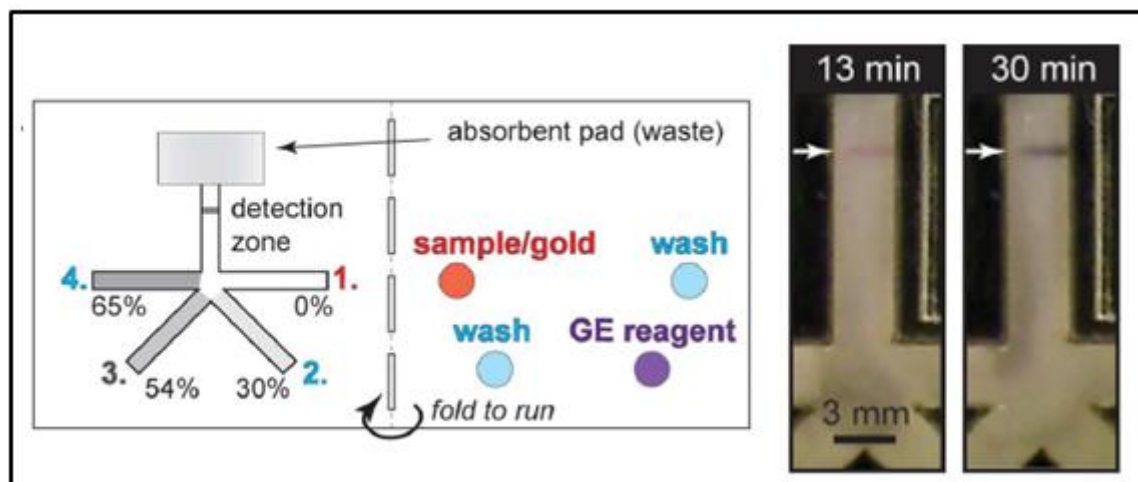 absorbent pad (waste)
detection
zone
4.
1.
65%
0%
3.
54%
30%
2.
sample/gold
wash
wash
GE reagent
fold to run
13 min
30 min
3 mm